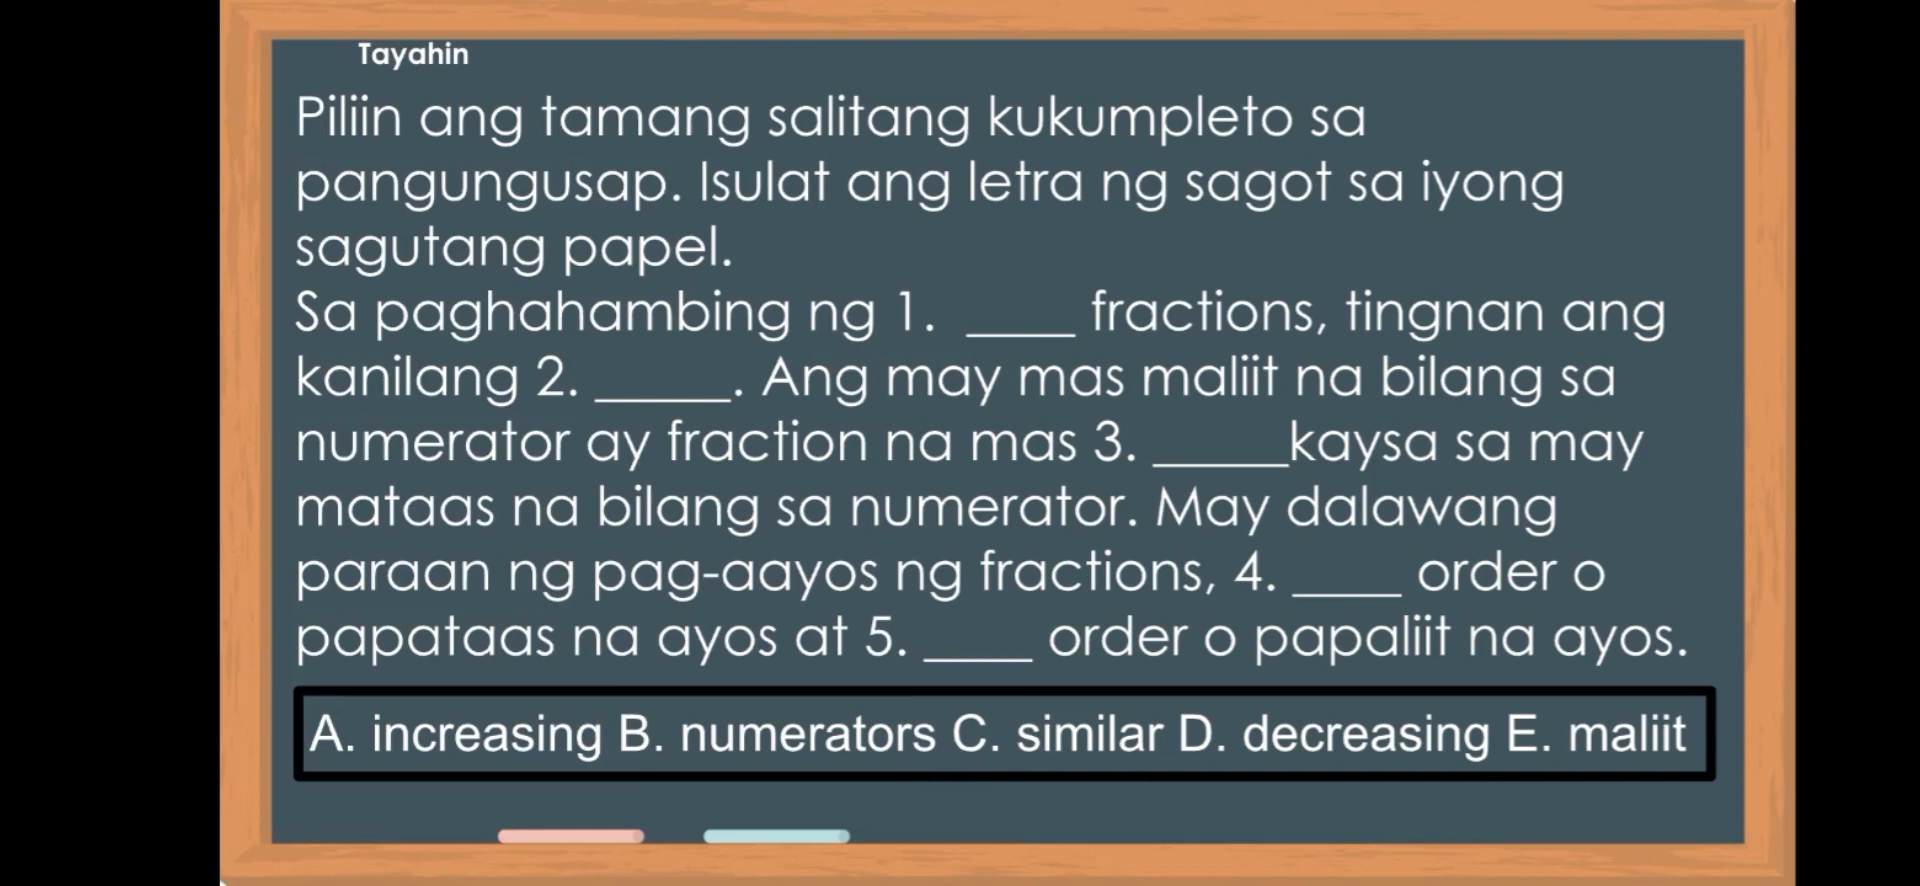 Tayahin
Piliin ang tamang salitang kukumpleto sa
pangungusap. Isulat ang letra ng sagot sa iyong
sagutang papel.
Sa paghahambing ng 1. ____ fractions, tingnan ang
kanilang 2. _____. Ang may mas maliit na bilang sa
numerator ay fraction na mas 3. _____kaysa sa may
mataas na bilang sa numerator. May dalawang
paraan ng pag-aayos ng fractions, 4. ____ order o
papataas na ayos at 5. ____ order o papaliit na ayos.
A. increasing B. numerators C. similar D. decreasing E. maliit